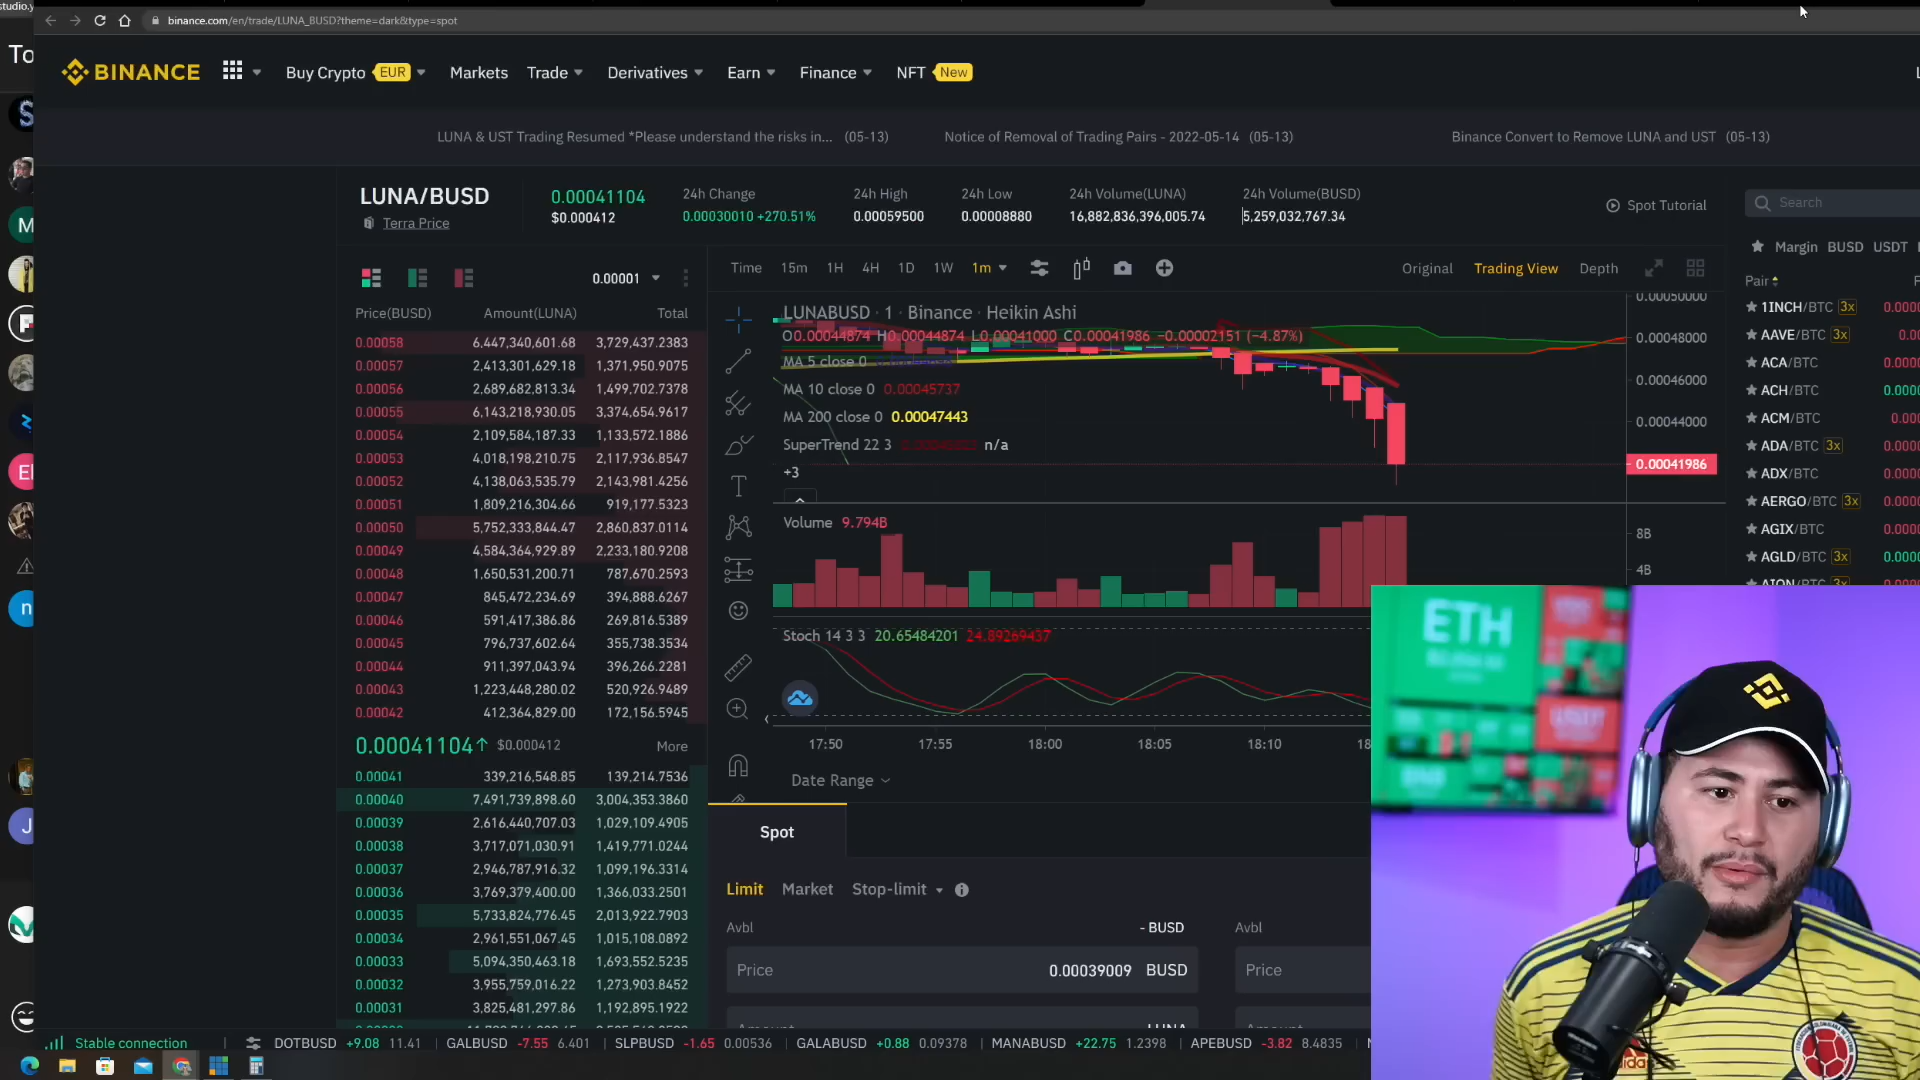 studio.y
binance.com/en/trade/LUNA_BUSD?theme=dark&type=spot
To
BINANCE
Buy Crypto EUR Markets Trade Derivatives Earn Finance NFT New
LUNA & UST Trading Resumed *Please understand the risks in... (05-13) Notice of Removal of Trading Pairs - 2022-05-14 (05-13) Binance Convert to Remove LUNA and UST (05-13)
LUNA/BUSD
Terra Price
0.00041104
$0.000412
24h Change
0.00030010 +270.51%
24h High
0.00059500
24h Low
0.00008880
24h Volume(LUNA)
16,882,836,396,005.74
24h Volume(BUSD)
5,259,032,767.34
Spot Tutorial
Search
Margin BUSD USDT
Pair
0.00001
Price(BUSD) Amount(LUNA) Total
0.00058 6,447,340,601.68 3,729,437.2383
0.00057 2,413,301,629.18 1,371,950.9075
0.00056 2,689,682,813.34 1,499,702.7378
0.00055 6,143,218,930.05 3,374,654.9617
0.00054 2,109,584,187.33 1,133,572.1886
0.00053 4,018,198,210.75 2,117,936.8547
0.00052 4,138,063,535.79 2,143,981.4256
0.00051 1,809,216,304.66 919,177.5323
0.00050 5,752,333,844.47 2,860,837.0114
0.00049 4,584,364,929.89 2,233,180.9208
0.00048 1,650,531,200.71 787,670.2593
0.00047 845,472,234.69 394,888.6267
0.00046 591,417,386.86 269,816.5389
0.00045 796,737,602.64 355,738.3534
0.00044 911,397,043.94 396,266.2281
0.00043 1,223,448,280.02 520,926.9489
0.00042 412,364,829.00 172,156.5945
0.00041104↑ $0.000412 More
0.00041 339,216,548.85 139,214.7536
0.00040 7,491,739,898.60 3,004,353.3860
0.00039 2,616,440,707.03 1,029,109.4905
0.00038 3,717,071,030.91 1,419,771.0244
0.00037 2,946,787,916.32 1,099,196.3314
0.00036 3,769,379,400.00 1,366,033.2501
0.00035 5,733,824,776.45 2,013,922.7903
0.00034 2,961,551,067.45 1,015,108.0892
0.00033 5,094,350,463.18 1,693,552.5235
0.00032 3,955,759,016.22 1,273,903.8452
0.00031 3,825,481,297.86 1,192,895.1922
Time 15m 1H 4H 1D 1W 1m
Original Trading View Depth
LUNABUSD · 1 · Binance · Heikin Ashi
O0.00044874 H0.00044874 L0.00041000 C0.00041986 −0.00002151 (−4.87%)
MA 5 close 0
MA 10 close 0 0.00045737
MA 200 close 0 0.00047443
SuperTrend 22 3 n/a
+3
0.00050000
0.00048000
0.00046000
0.00044000
0.00041986
Volume 9.794B
8B
4B
Stoch 14 3 3 20.65484201 24.89269437
17:50 17:55 18:00 18:05 18:10 18
Date Range
Spot
Limit Market Stop-limit
Avbl - BUSD Avbl
Price 0.00039009 BUSD Price
1INCH/BTC 3x
AAVE/BTC 3x
ACA/BTC
ACH/BTC
ACM/BTC
ADA/BTC 3x
ADX/BTC
AERGO/BTC 3x
AGIX/BTC
AGLD/BTC 3x
AION/BTC 3x
ETH
Stable connection
DOTBUSD +9.08 11.41 GALBUSD -7.55 6.401 SLPBUSD -1.65 0.00536 GALABUSD +0.88 0.09378 MANABUSD +22.75 1.2398 APEBUSD -3.82 8.4835